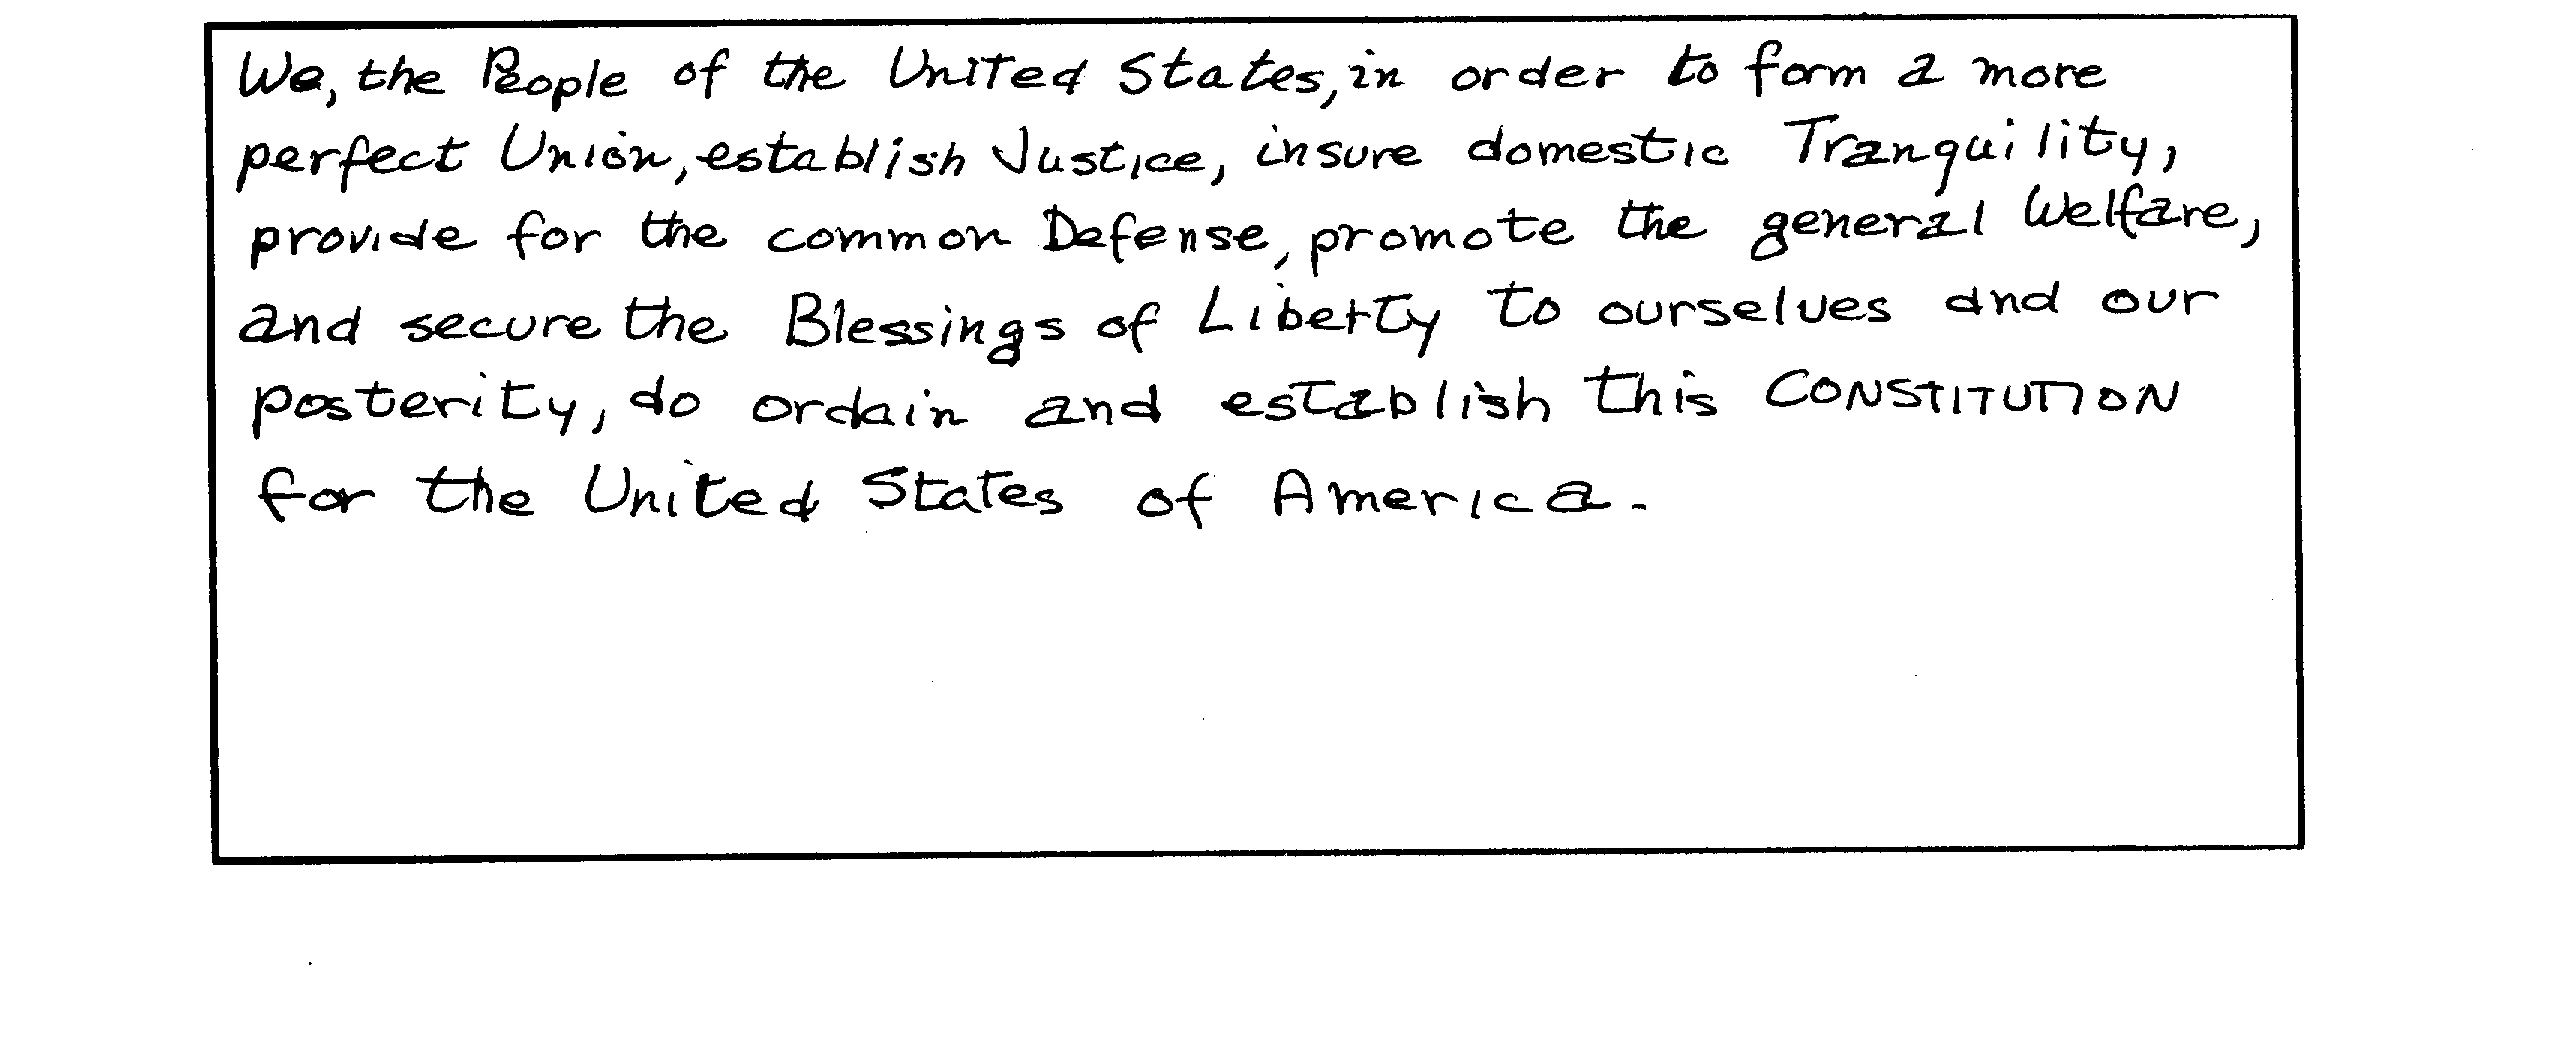 We, the People of the United States, in order to form a more
perfect Union, establish Justice, insure domestic Tranquility,
provide for the common Defense, promote the general Welfare,
and secure the Blessings of Liberty to ourselves and our
posterity, do ordain and establish this CONSTITUTION
for the United States of America.